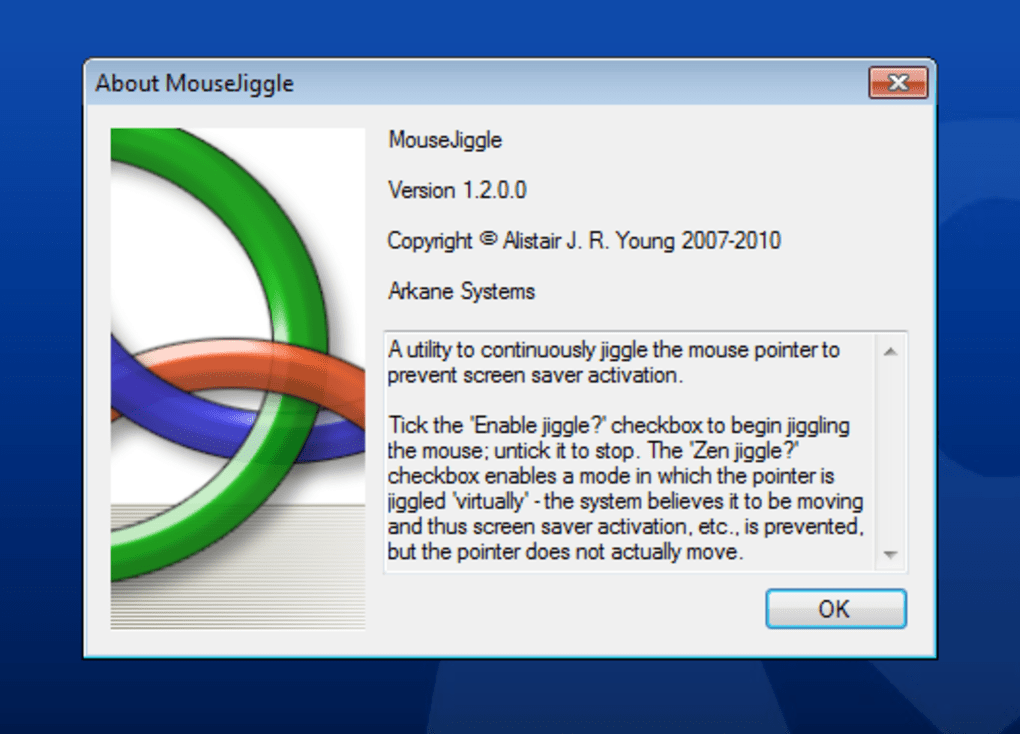 About MouseJiggle
MouseJiggle
Version 1.2.0.0
Copyright © Alistair J. R. Young 2007-2010
Arkane Systems
A utility to continuously jiggle the mouse pointer to
prevent screen saver activation.
Tick the 'Enable jiggle?' checkbox to begin jiggling
the mouse; untick it to stop. The 'Zen jiggle?'
checkbox enables a mode in which the pointer is
jiggled 'virtually' - the system believes it to be moving
and thus screen saver activation, etc., is prevented,
but the pointer does not actually move.
OK